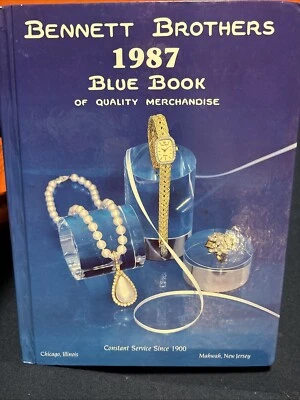 BENNETT BROTHERS
1987
BLUE BOOK
OF QUALITY MERCHANDISE
Constant Service Since 1900
Chicago, Illinois
Mahwah, New Jersey